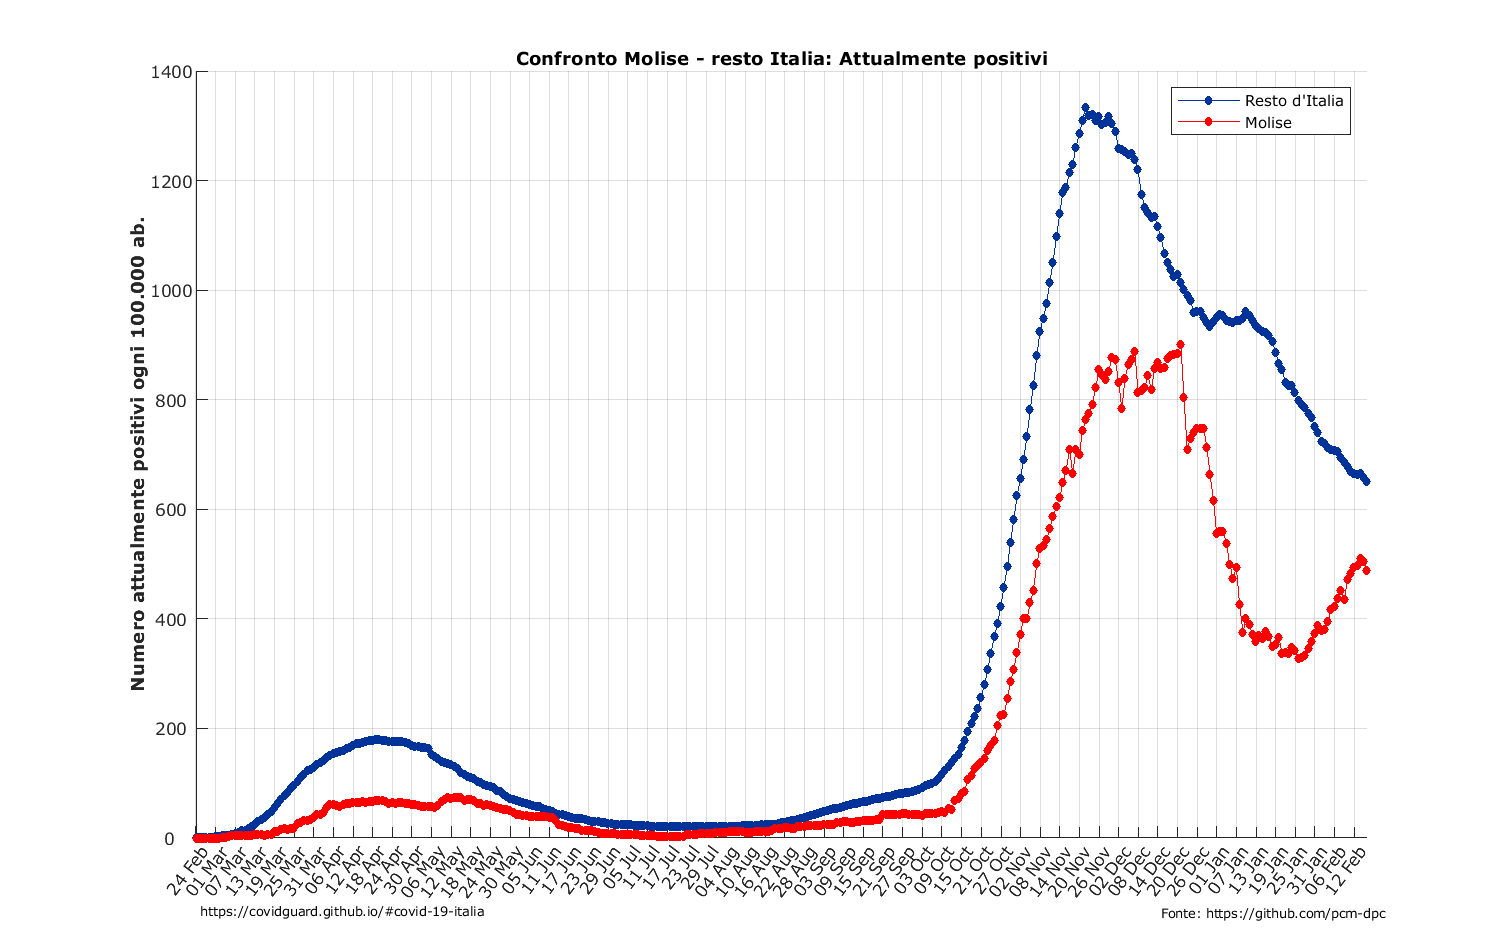 Confronto Molise - resto Italia: Attualmente positivi
Numero attualmente positivi ogni 100.000 ab.
1400
1200
1000
800
600
400
200
0
Resto d'Italia
Molise
24 Feb
01 Mar
07 Mar
13 Mar
19 Mar
25 Mar
31 Mar
06 Apr
12 Apr
18 Apr
24 Apr
30 Apr
06 May
12 May
18 May
24 May
30 May
05 Jun
11 Jun
17 Jun
23 Jun
29 Jun
05 Jul
11 Jul
17 Jul
23 Jul
29 Jul
04 Aug
10 Aug
16 Aug
22 Aug
28 Aug
03 Sep
09 Sep
15 Sep
21 Sep
27 Sep
03 Oct
09 Oct
15 Oct
21 Oct
27 Oct
02 Nov
08 Nov
14 Nov
20 Nov
26 Nov
02 Dec
08 Dec
14 Dec
20 Dec
26 Dec
01 Jan
07 Jan
13 Jan
19 Jan
25 Jan
31 Jan
06 Feb
12 Feb
https://covidguard.github.io/#covid-19-italia
Fonte: https://github.com/pcm-dpc